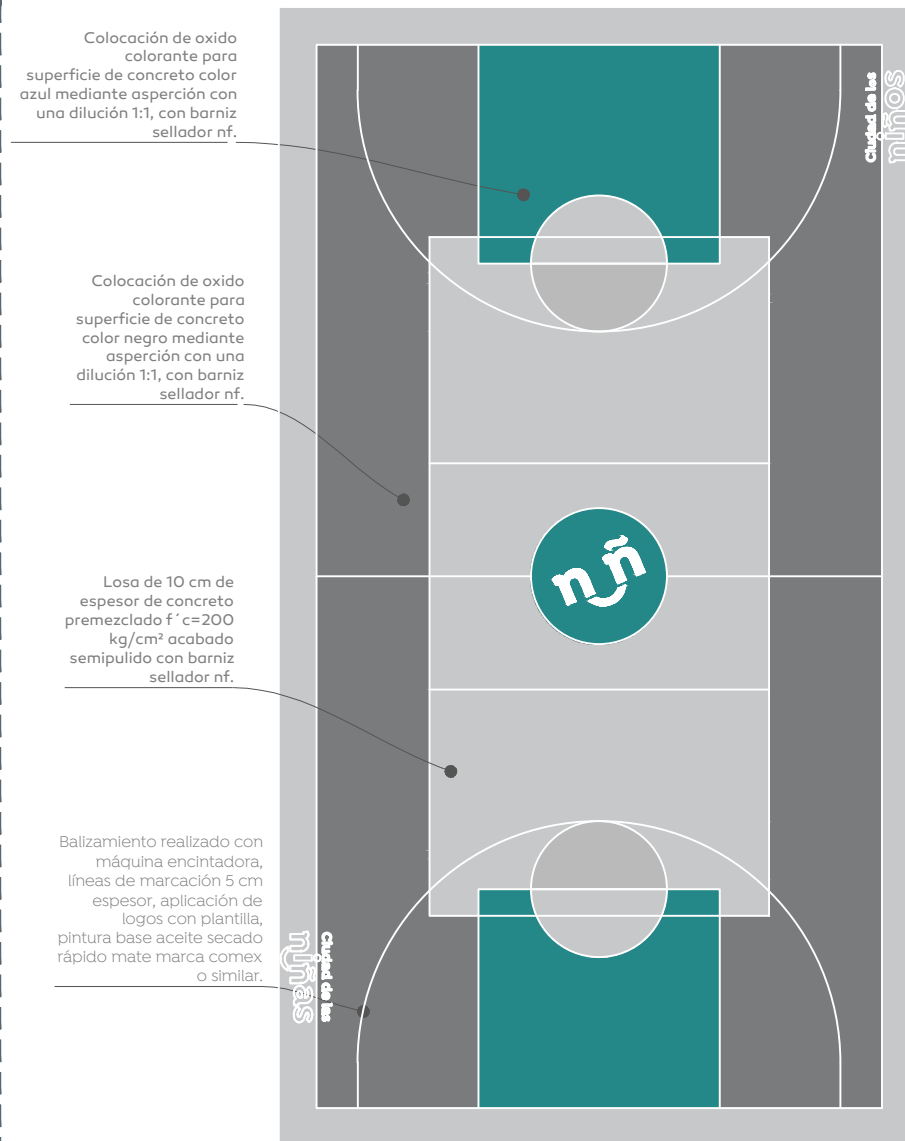 Colocación de oxido
colorante para
superficie de concreto color
azul mediante asperción con
una dilución 1:1, con barniz
sellador nf.
Ciudad de los
niños
Colocación de oxido
colorante para
superficie de concreto
color negro mediante
asperción con una
dilución 1:1, con barniz
sellador nf.
n ñ
Losa de 10 cm de
espesor de concreto
premezclado f´c=200
kg/cm² acabado
semipulido con barniz
sellador nf.
Balizamiento realizado con
máquina encintadora,
líneas de marcación 5 cm
espesor, aplicación de
logos con plantilla,
pintura base aceite secado
rápido mate marca comex
o similar.
Ciudad de las
niñas